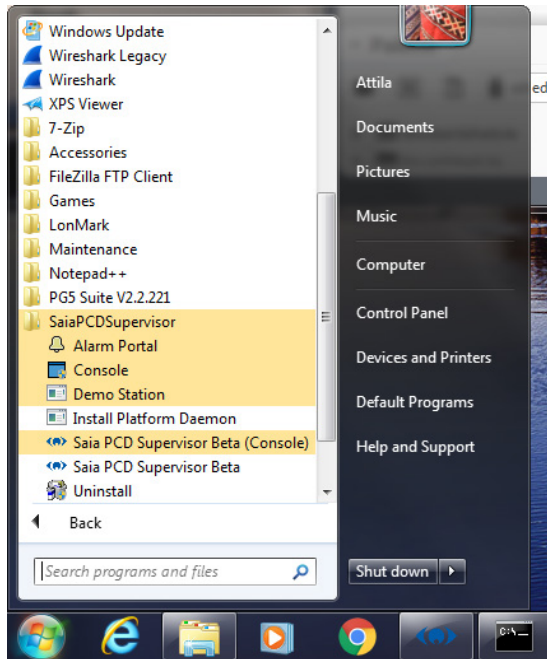 Windows Update
Wireshark Legacy
Wireshark
XPS Viewer
7-Zip
Accessories
FileZilla FTP Client
Games
LonMark
Maintenance
Notepad++
PG5 Suite V2.2.221
SaiaPCDSupervisor
Alarm Portal
Console
Demo Station
Install Platform Daemon
Saia PCD Supervisor Beta (Console)
Saia PCD Supervisor Beta
Uninstall
Back
Search programs and files
Attila
Documents
Pictures
Music
Computer
Control Panel
Devices and Printers
Default Programs
Help and Support
Shut down
ed
C:\_